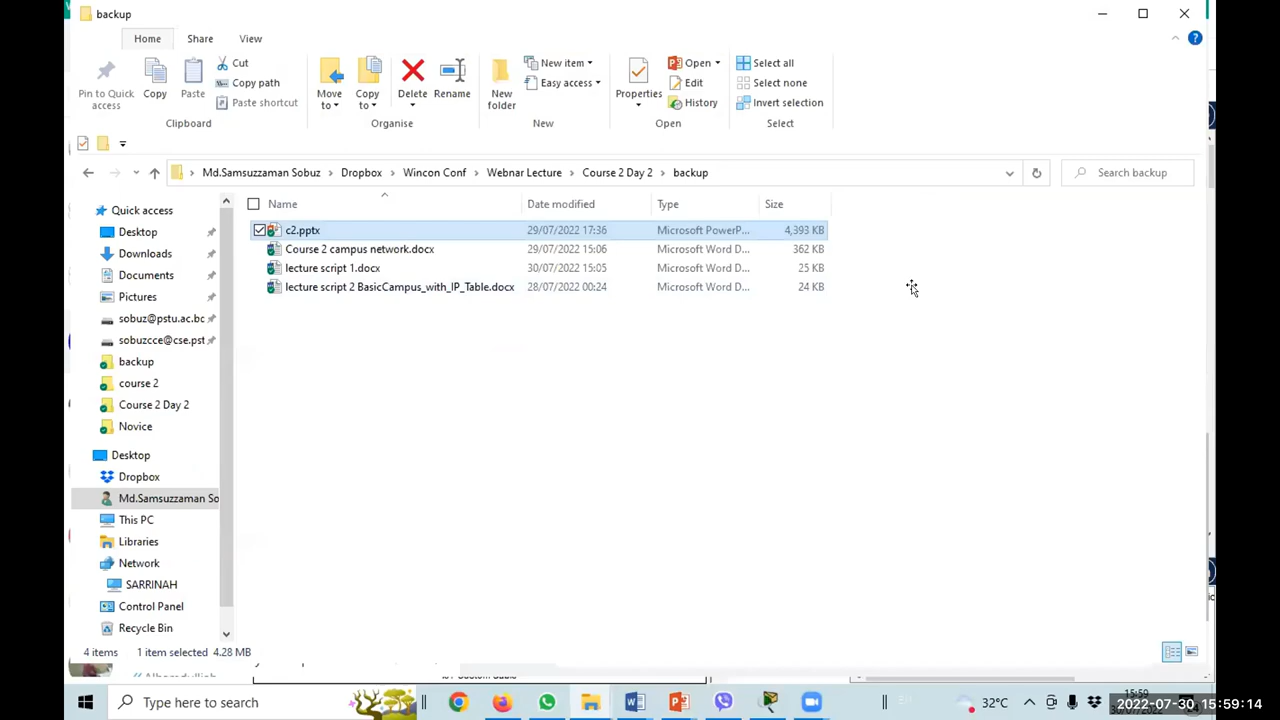 backup
Home Share View
Pin to Quick access
Copy
Paste
Cut
Copy path
Paste shortcut
Clipboard
Move to
Copy to
Delete
Rename
Organise
New folder
New item
Easy access
New
Properties
Open
Edit
History
Open
Select all
Select none
Invert selection
Select
Md.Samsuzzaman Sobuz > Dropbox > Wincon Conf > Webnar Lecture > Course 2 Day 2 > backup
Search backup
Name Date modified Type Size
c2.pptx 29/07/2022 17:36 Microsoft PowerP... 4,393 KB
Course 2 campus network.docx 29/07/2022 15:06 Microsoft Word D... 362 KB
lecture script 1.docx 30/07/2022 15:05 Microsoft Word D... 25 KB
lecture script 2 BasicCampus_with_IP_Table.docx 28/07/2022 00:24 Microsoft Word D... 24 KB
Quick access
Desktop
Downloads
Documents
Pictures
sobuz@pstu.ac.bc
sobuzcce@cse.pst
backup
course 2
Course 2 Day 2
Novice
Desktop
Dropbox
Md.Samsuzzaman So
This PC
Libraries
Network
SARRINAH
Control Panel
Recycle Bin
4 items 1 item selected 4.28 MB
Type here to search
32°C
15:59
2022-07-30 15:59:14